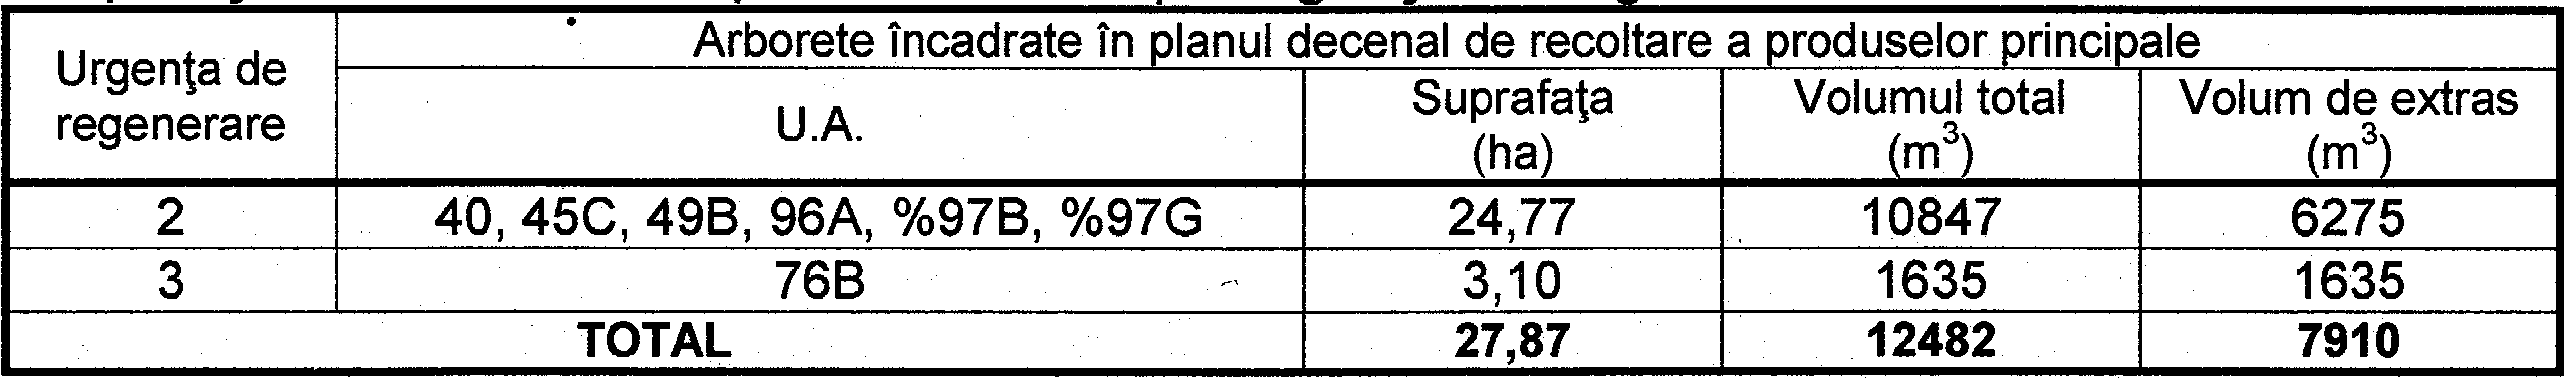 Arborete încadrate în planul decenal de recoltare a produselor principale
Urgenţa de
regenerare
U.A.
Suprafaţa
(ha)
Volumul total
(m³)
Volum de extras
(m³)
2 40, 45C, 49B, 96A, %97B, %97G 24,77 10847 6275
3 76B 3,10 1635 1635
TOTAL 27,87 12482 7910